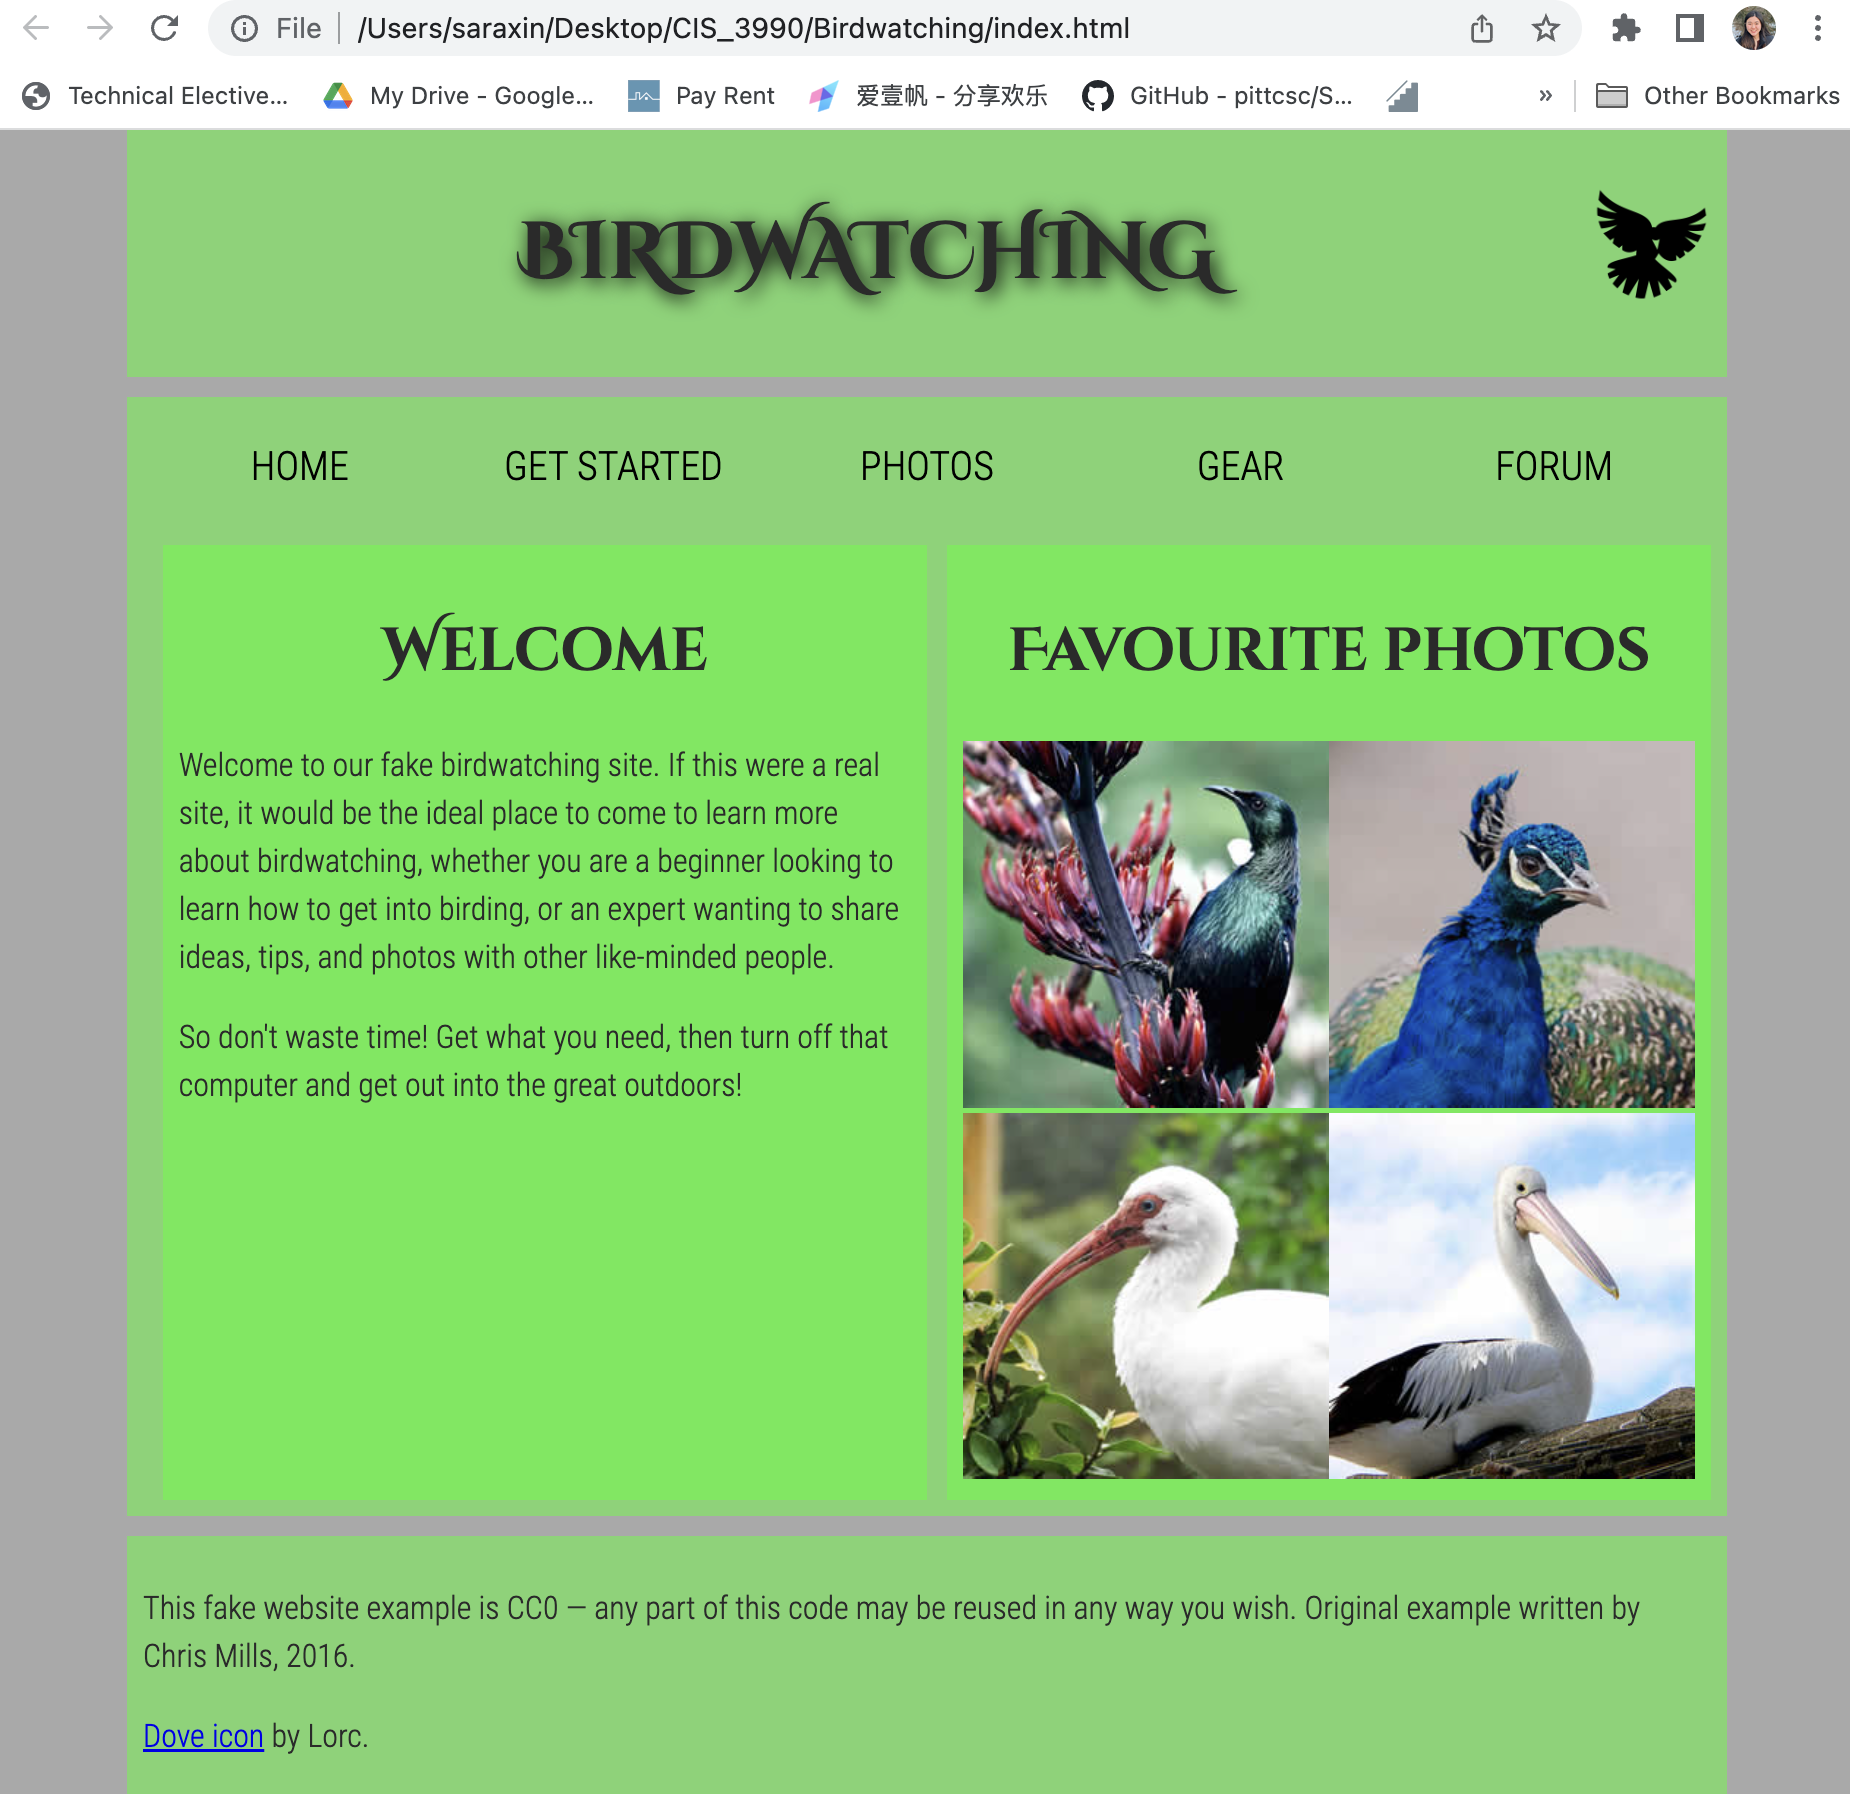 File /Users/saraxin/Desktop/CIS_3990/Birdwatching/index.html
Technical Elective... My Drive - Google... Pay Rent 爱壹帆 - 分享欢乐 GitHub - pittcsc/S... » Other Bookmarks
BIRDWATCHING
HOME GET STARTED PHOTOS GEAR FORUM
Welcome
Welcome to our fake birdwatching site. If this were a real
site, it would be the ideal place to come to learn more
about birdwatching, whether you are a beginner looking to
learn how to get into birding, or an expert wanting to share
ideas, tips, and photos with other like-minded people.
So don't waste time! Get what you need, then turn off that
computer and get out into the great outdoors!
Favourite photos
This fake website example is CC0 — any part of this code may be reused in any way you wish. Original example written by
Chris Mills, 2016.
Dove icon by Lorc.